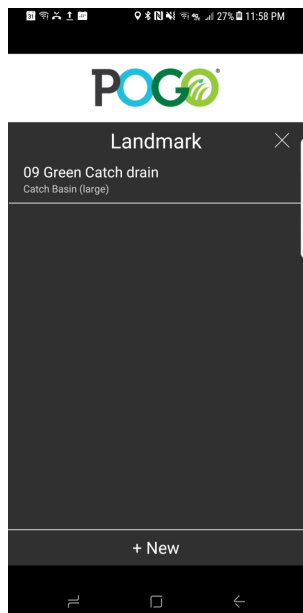 27% 11:58 PM
POGO
Landmark
09 Green Catch drain
Catch Basin (large)
+ New